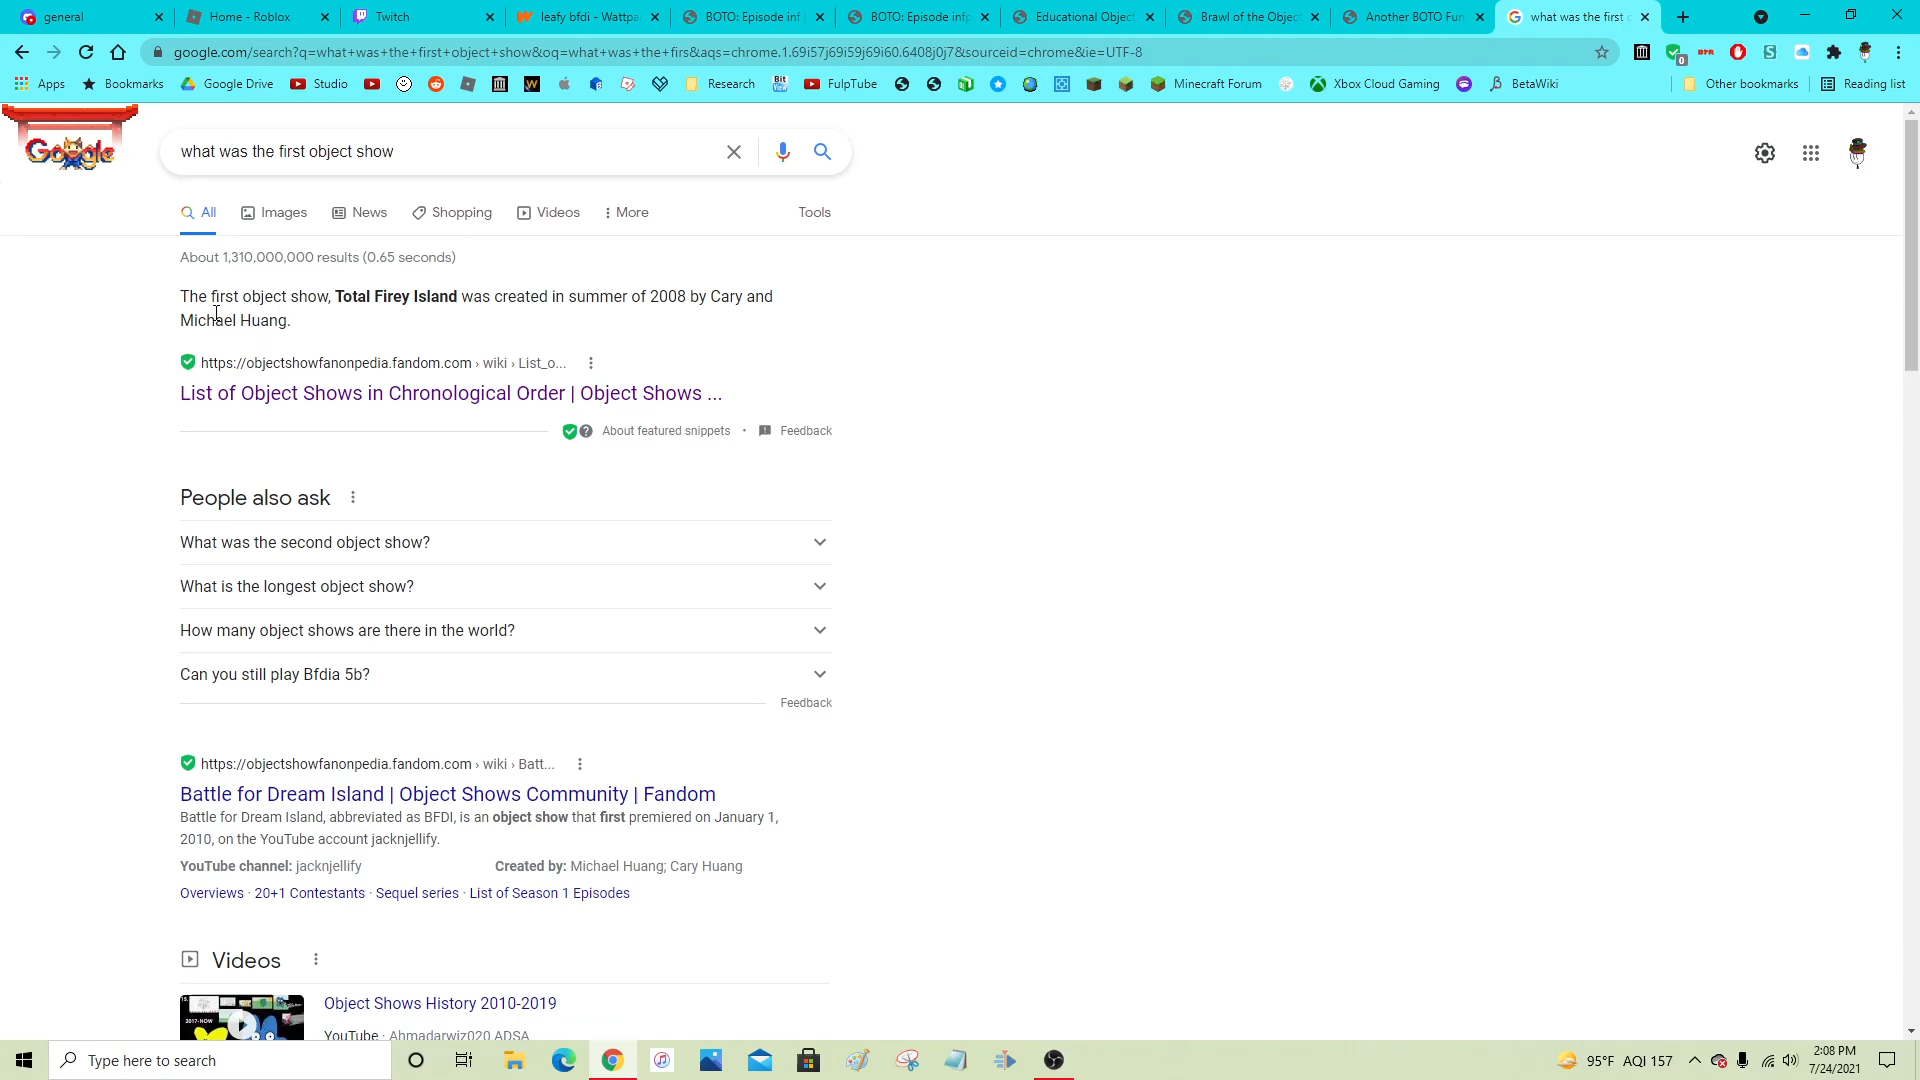 general
Home - Roblox
Twitch
leafy bfdi - Wattpa
BOTO: Episode inf
BOTO: Episode infp
Educational Object
Brawl of the Object
Another BOTO Fun
what was the first o
google.com/search?q=what+was+the+first+object+show&oq=what+was+the+firs&aqs=chrome.1.69i57j69i59j69i60.6408j0j7&sourceid=chrome&ie=UTF-8
Apps
Bookmarks
Google Drive
Studio
Research
FulpTube
Minecraft Forum
Xbox Cloud Gaming
BetaWiki
Other bookmarks
Reading list
Google
what was the first object show
All
Images
News
Shopping
Videos
More
Tools
About 1,310,000,000 results (0.65 seconds)
The first object show, Total Firey Island was created in summer of 2008 by Cary and
Michael Huang.
https://objectshowfanonpedia.fandom.com › wiki › List_o...
List of Object Shows in Chronological Order | Object Shows ...
About featured snippets • Feedback
People also ask
What was the second object show?
What is the longest object show?
How many object shows are there in the world?
Can you still play Bfdia 5b?
Feedback
https://objectshowfanonpedia.fandom.com › wiki › Batt...
Battle for Dream Island | Object Shows Community | Fandom
Battle for Dream Island, abbreviated as BFDI, is an object show that first premiered on January 1,
2010, on the YouTube account jacknjellify.
YouTube channel: jacknjellify
Created by: Michael Huang; Cary Huang
Overviews · 20+1 Contestants · Sequel series · List of Season 1 Episodes
Videos
2017-NOW
Object Shows History 2010-2019
YouTube · Ahmadarwiz020 ADSA
Type here to search
95°F AQI 157
2:08 PM
7/24/2021